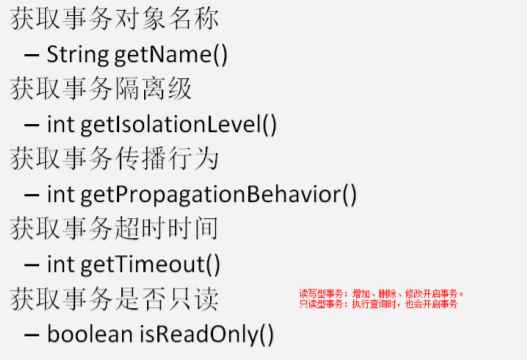 获取事务对象名称
– String getName()
获取事务隔离级
– int getIsolationLevel()
获取事务传播行为
– int getPropagationBehavior()
获取事务超时时间
– int getTimeout()
获取事务是否只读
读写型事务：增加、删除、修改开启事务。
只读型事务：执行查询时，也会开启事务
– boolean isReadOnly()